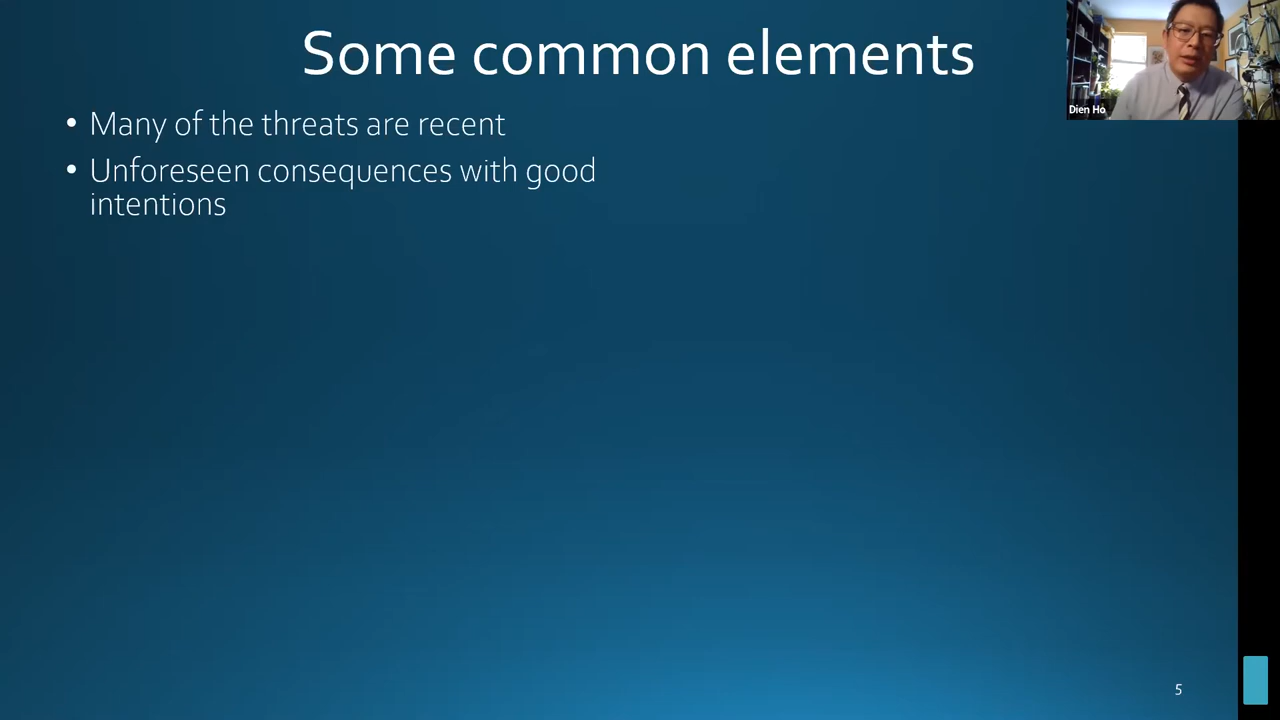 Some common elements
Dien Ho
• Many of the threats are recent
• Unforeseen consequences with good
intentions
5